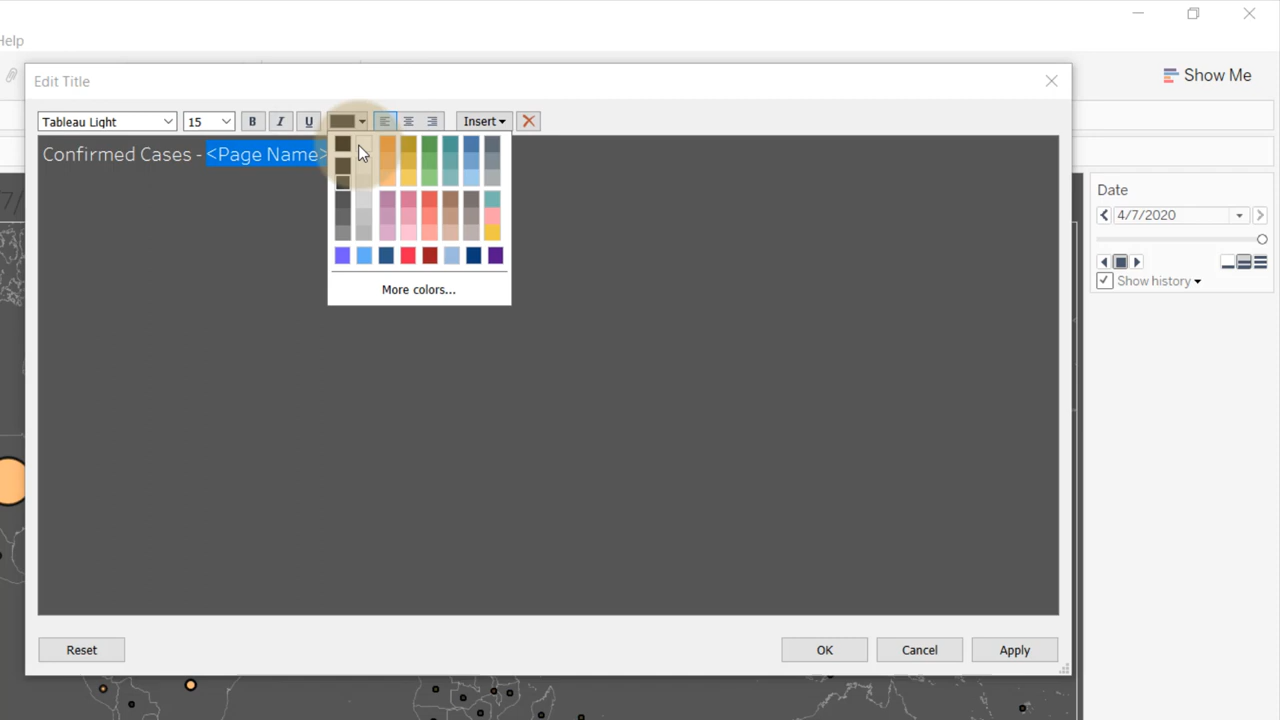 Help
Edit Title
Show Me
Tableau Light 15 B I U Insert
Confirmed Cases - <Page Name>
Date
4/7/2020
Show history
More colors...
Reset OK Cancel Apply